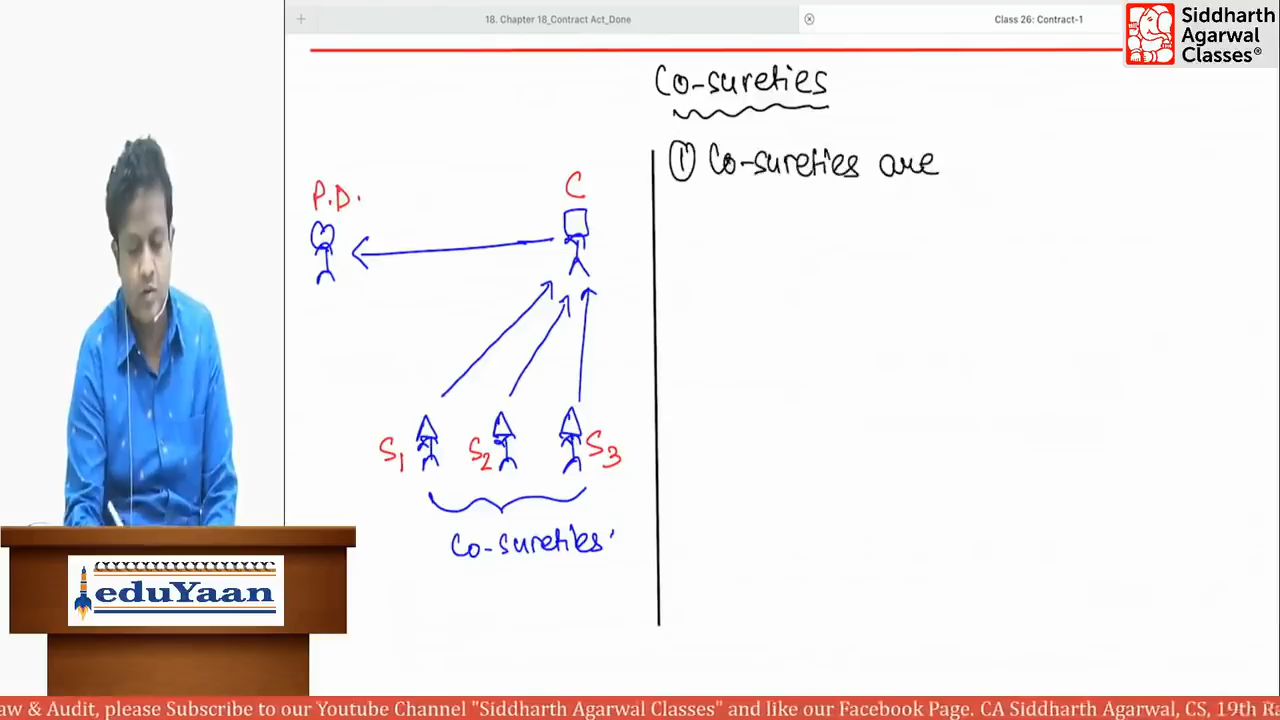 18. Chapter 18_Contract Act_Done
Class 26: Contract-1
Siddharth
Agarwal
Classes®
Co-sureties
① Co-sureties are
P.D.
C
S1
S2
S3
Co-sureties
eduYaan
aw & Audit, please Subscribe to our Youtube Channel "Siddharth Agarwal Classes" and like our Facebook Page. CA Siddharth Agarwal, CS, 19th Ra